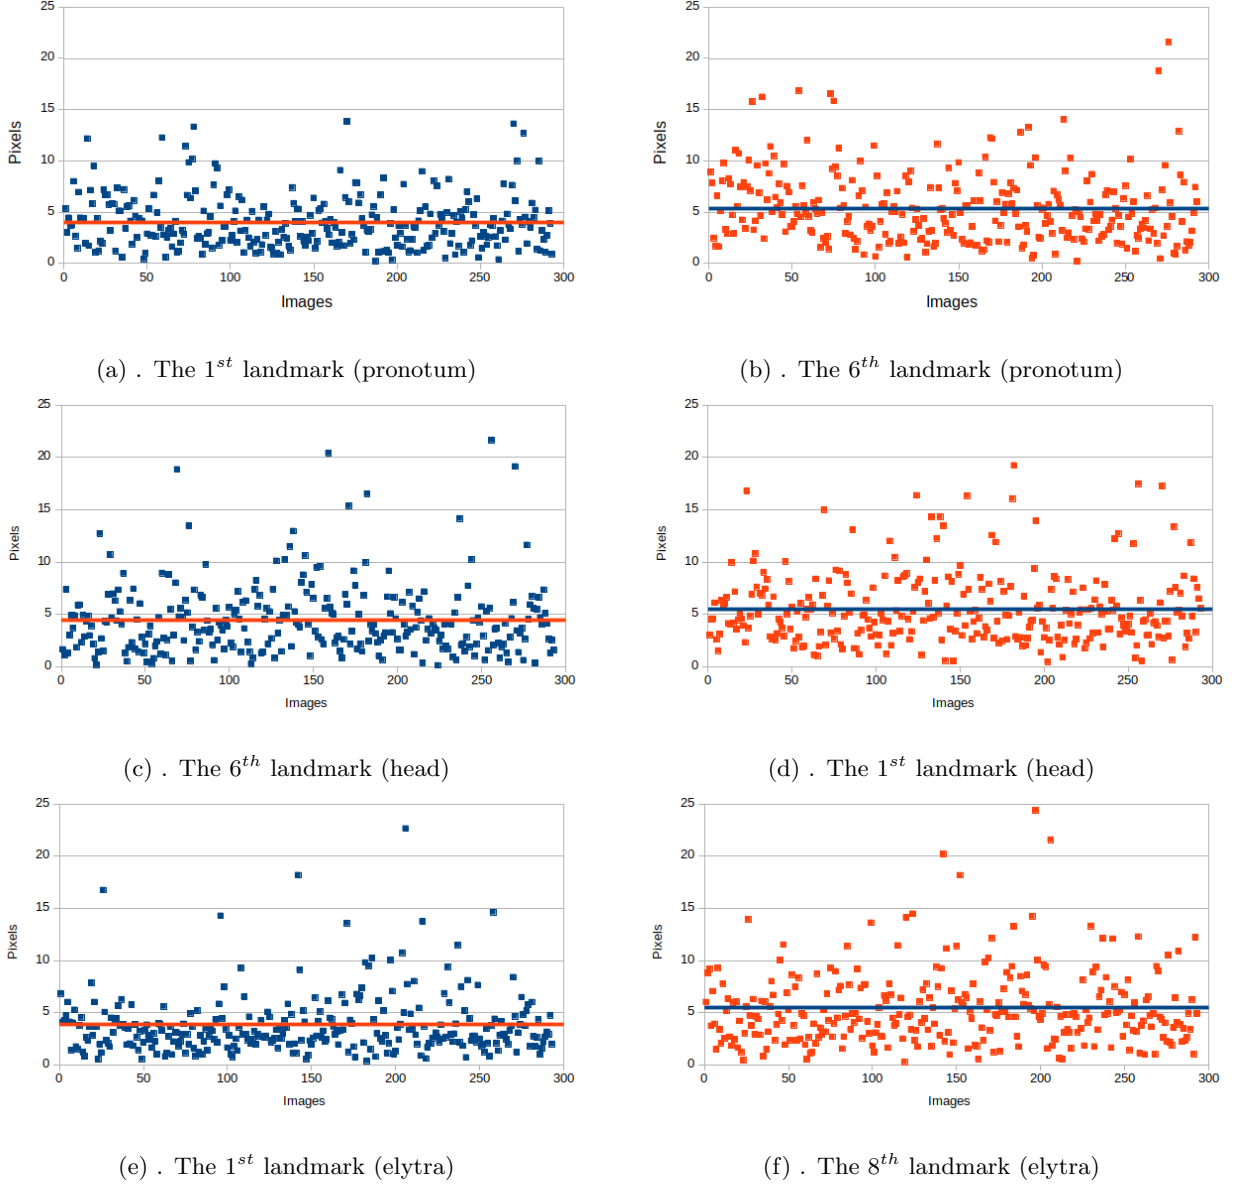 25
25
20
20
15
15
Pixels
Pixels
10
10
5
5
0
0
0 50 100 150 200 250 300
0 50 100 150 200 250 300
Images
Images
(a) . The 1st landmark (pronotum)
(b) . The 6th landmark (pronotum)
25
25
20
20
15
15
Pixels
Pixels
10
10
5
5
0
0
0 50 100 150 200 250 300
0 50 100 150 200 250 300
Images
Images
(c) . The 6th landmark (head)
(d) . The 1st landmark (head)
25
25
20
20
15
15
Pixels
Pixels
10
10
5
5
0
0
0 50 100 150 200 250 300
0 50 100 150 200 250 300
Images
Images
(e) . The 1st landmark (elytra)
(f) . The 8th landmark (elytra)